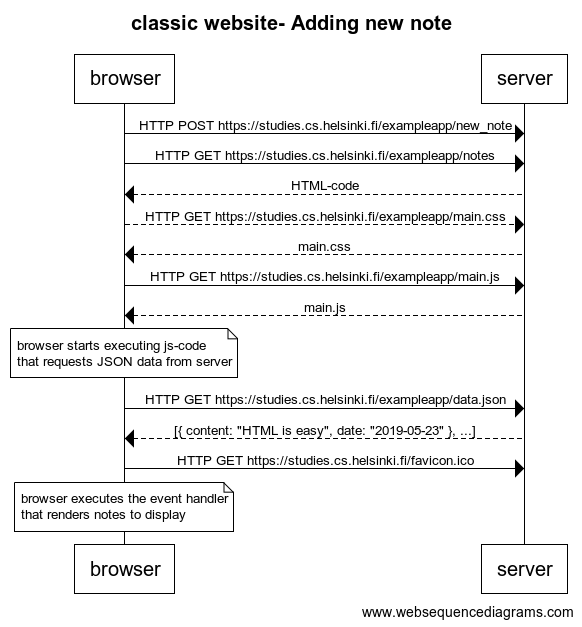 classic website- Adding new note
browser
server
HTTP POST https://studies.cs.helsinki.fi/exampleapp/new_note
HTTP GET https://studies.cs.helsinki.fi/exampleapp/notes
HTML-code
HTTP GET https://studies.cs.helsinki.fi/exampleapp/main.css
main.css
HTTP GET https://studies.cs.helsinki.fi/exampleapp/main.js
main.js
browser starts executing js-code
that requests JSON data from server
HTTP GET https://studies.cs.helsinki.fi/exampleapp/data.json
[{ content: "HTML is easy", date: "2019-05-23" }, ...]
HTTP GET https://studies.cs.helsinki.fi/favicon.ico
browser executes the event handler
that renders notes to display
browser
server
www.websequencediagrams.com